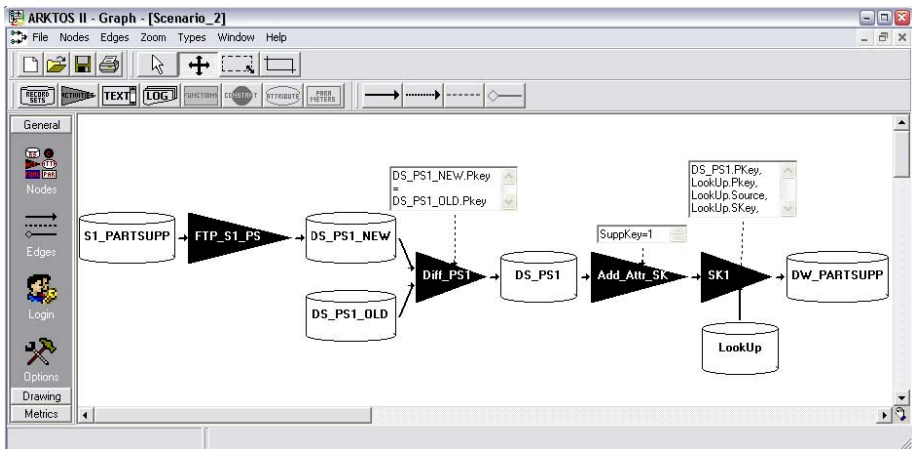 ARKTOS II - Graph - [Scenario_2]
File Nodes Edges Zoom Types Window Help
RECORD SETS ACTIVITIES TEXT LOG FUNCTIONS CONSTANT ATTRIBUTE PARA METERS
General
Nodes
Edges
Login
Options
Drawing
Metrics
DS_PS1_NEW.Pkey
=
DS_PS1_OLD.Pkey
DS_PS1.PKey,
LookUp.Pkey,
LookUp.Source,
LookUp.SKey,
SuppKey=1
S1_PARTSUPP
FTP_S1_PS
DS_PS1_NEW
Diff_PS1
DS_PS1
Add_Attr_SK
SK1
DW_PARTSUPP
DS_PS1_OLD
LookUp